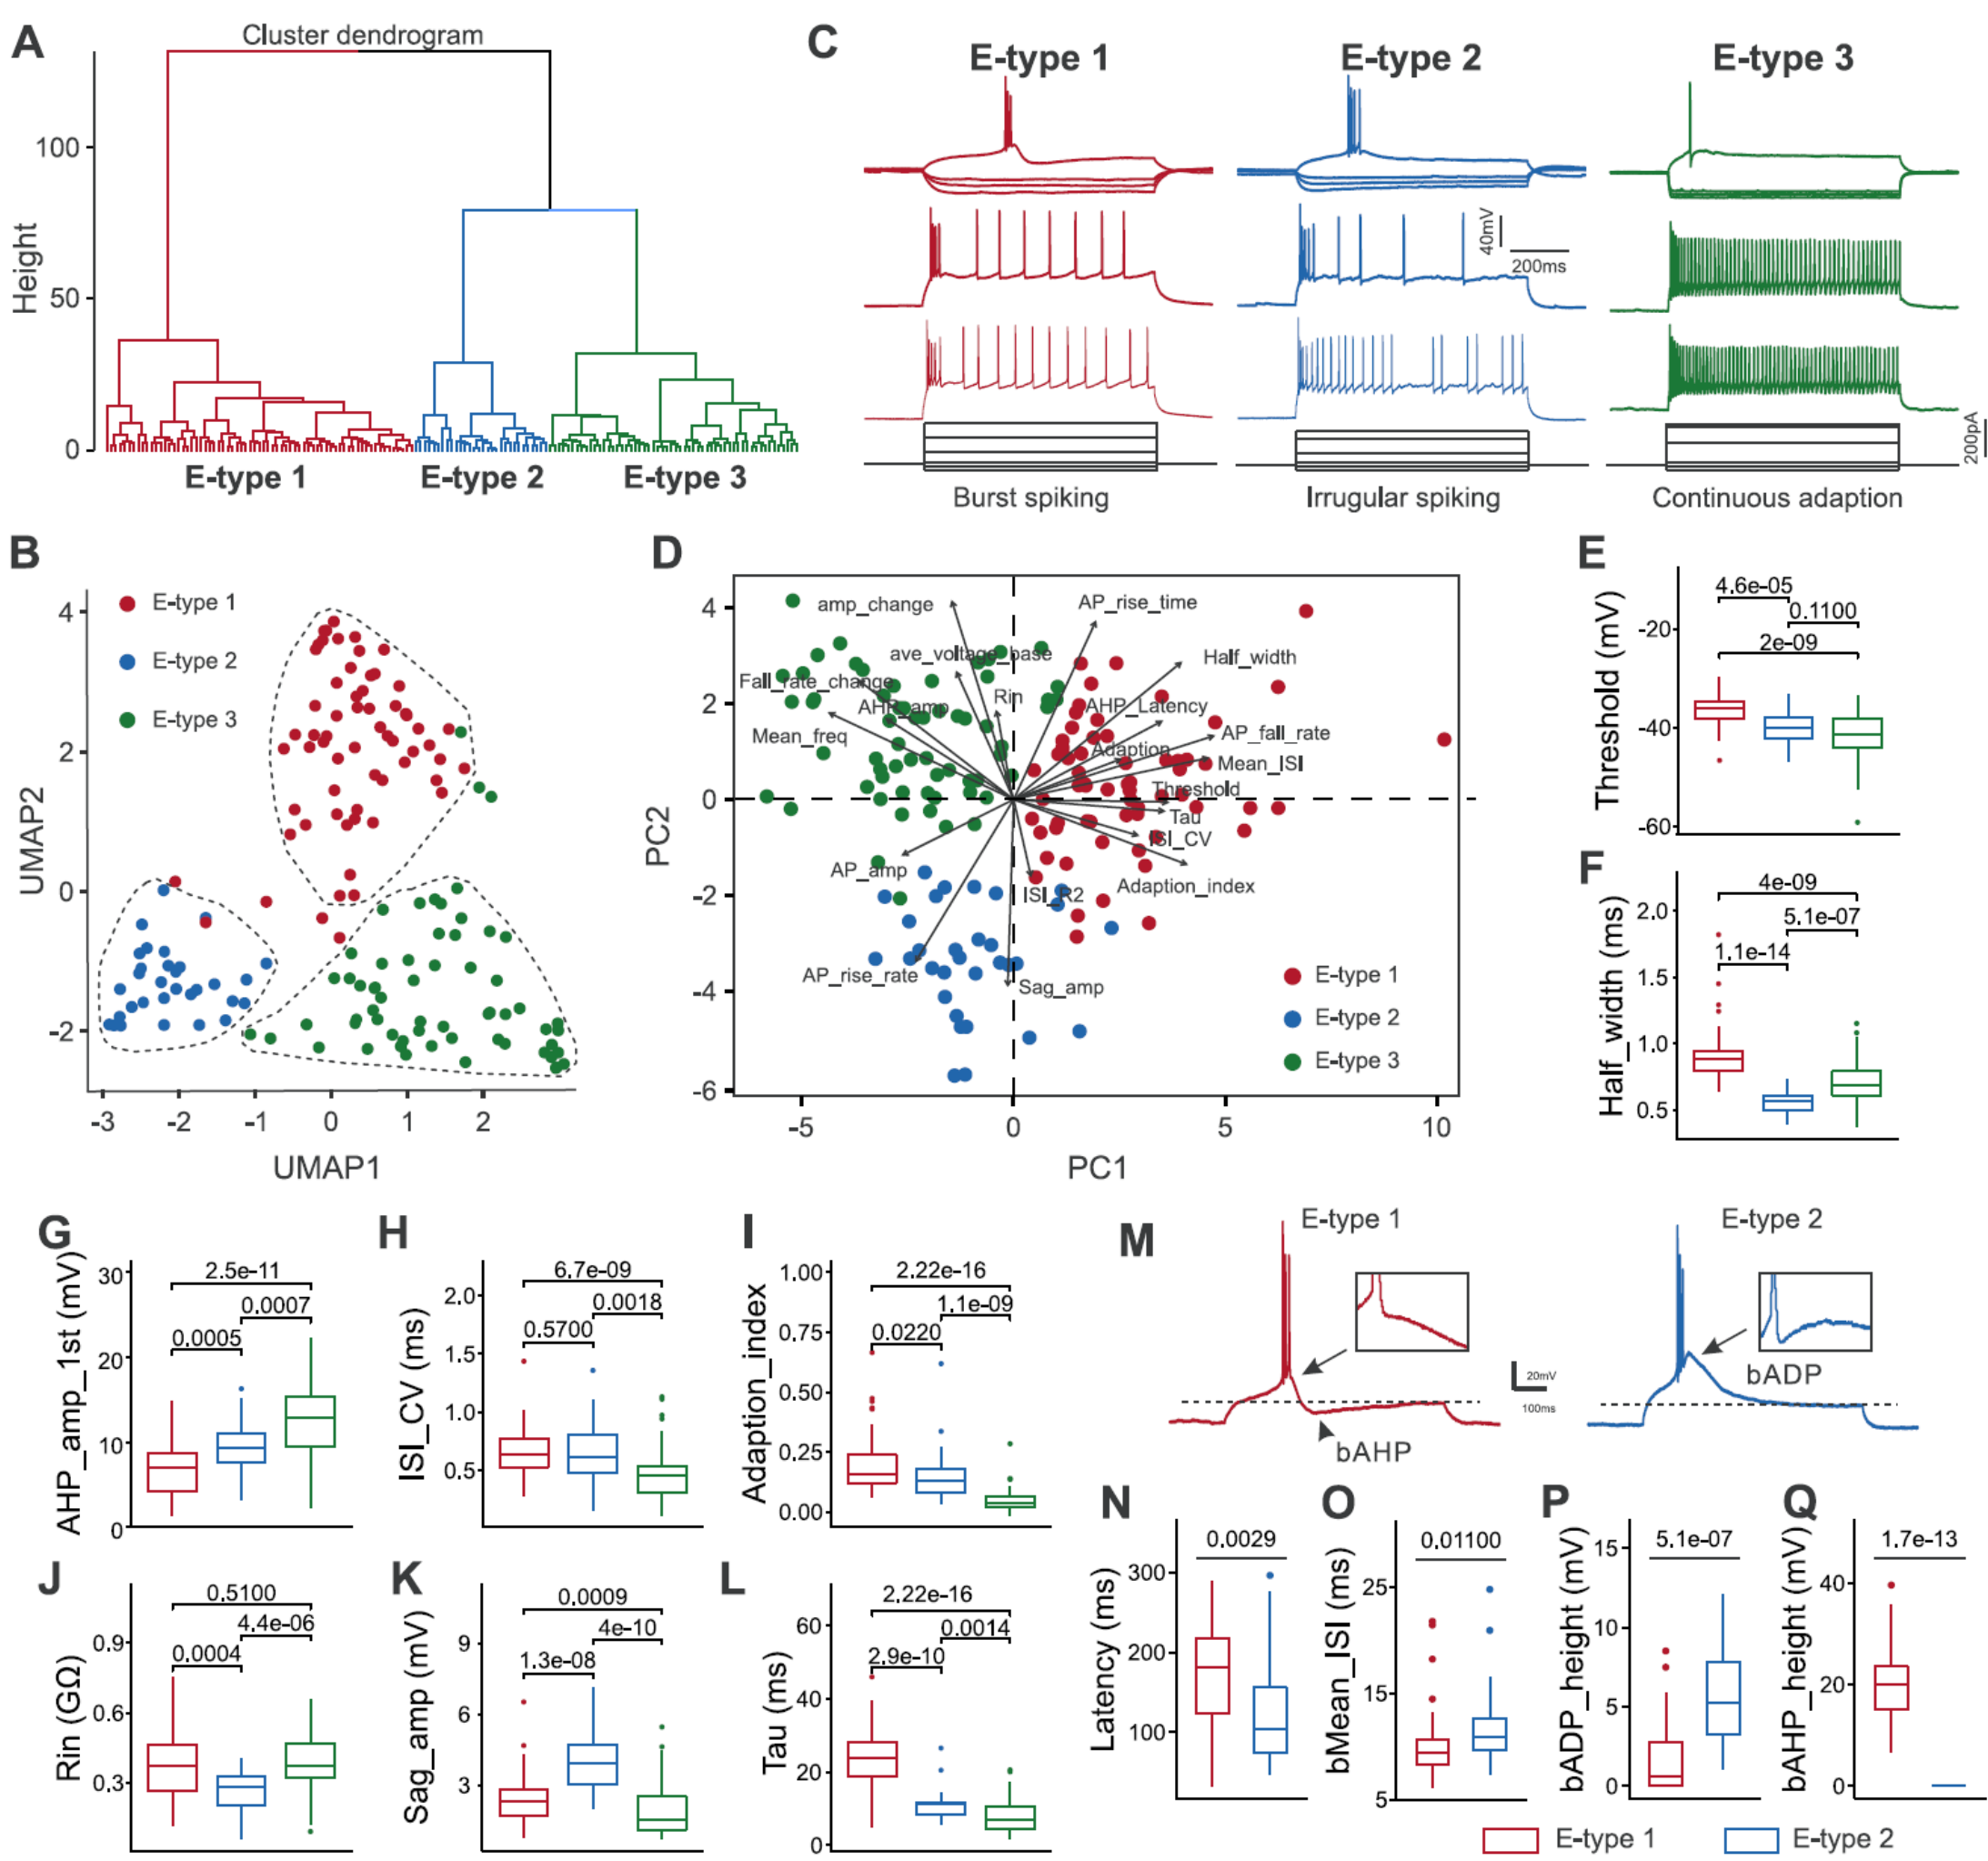 A
Cluster dendrogram
Height
100
50
0
E-type 1
E-type 2
E-type 3
C
E-type 1
E-type 2
E-type 3
40mV
200ms
200pA
Burst spiking
Irrugular spiking
Continuous adaption
B
E-type 1
E-type 2
E-type 3
UMAP2
4
2
0
-2
-3
-2
-1
0
1
2
UMAP1
D
PC2
4
2
0
-2
-4
-6
-5
0
5
10
PC1
amp_change
AP_rise_time
ave_voltage_base
Half_width
Fall_rate_change
Rin
AHP_amp
AHP_Latency
Mean_freq
AP_fall_rate
Adaption
Mean_ISI
Threshold
Tau
ISI_CV
AP_amp
Adaption_index
ISI_R2
AP_rise_rate
Sag_amp
E-type 1
E-type 2
E-type 3
E
Threshold (mV)
-20
-40
-60
4.6e-05
0.1100
2e-09
F
Half_width (ms)
2.0
1.5
1.0
0.5
4e-09
5.1e-07
1.1e-14
G
AHP_amp_1st (mV)
30
20
10
0
2.5e-11
0.0007
0.0005
H
ISI_CV (ms)
2.0
1.5
1.0
0.5
6.7e-09
0.0018
0.5700
I
Adaption_index
1.00
0.75
0.50
0.25
0.00
2.22e-16
1.1e-09
0.0220
M
E-type 1
E-type 2
bAHP
bADP
20mV
100ms
J
Rin (GΩ)
0.9
0.6
0.3
0.5100
4.4e-06
0.0004
K
Sag_amp (mV)
9
6
3
0.0009
4e-10
1.3e-08
L
Tau (ms)
60
40
20
0
2.22e-16
0.0014
2.9e-10
N
Latency (ms)
300
200
100
0.0029
O
bMean_ISI (ms)
25
15
5
0.01100
P
bADP_height (mV)
15
10
5
0
5.1e-07
Q
bAHP_height (mV)
40
20
0
1.7e-13
E-type 1
E-type 2